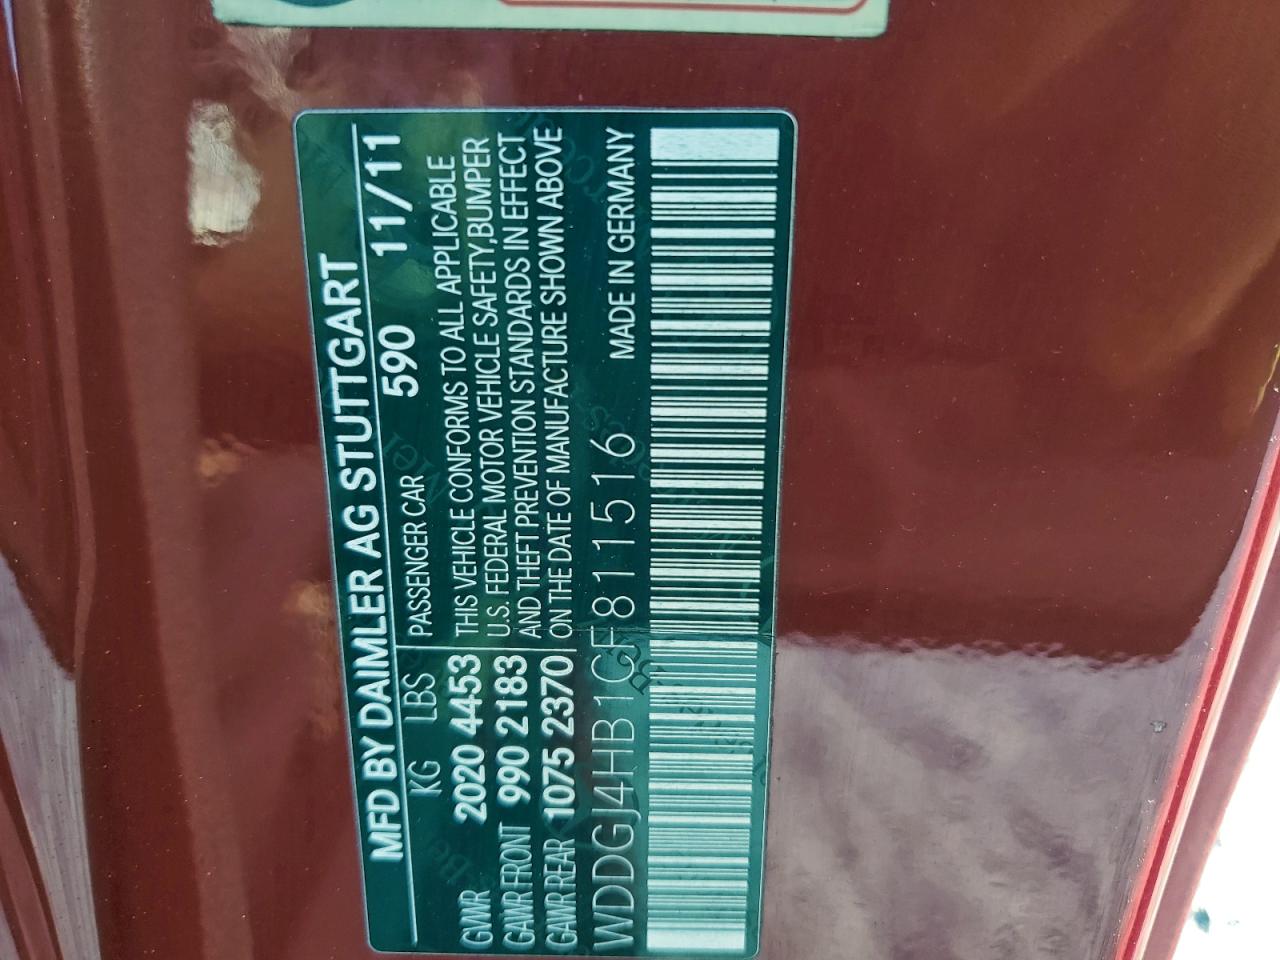 MFD BY DAIMLER AG STUTTGART
KG LBS PASSENGER CAR 590 11/11
GWR 2020 4453 THIS VEHICLE CONFORMS TO ALL APPLICABLE
U.S. FEDERAL MOTOR VEHICLE SAFETY,BUMPER
GAWR FRONT 990 2183 AND THEFT PREVENTION STANDARDS IN EFFECT
GAWR REAR 1075 2370 ON THE DATE OF MANUFACTURE SHOWN ABOVE
WDDGJ4HB1CF811516 MADE IN GERMANY